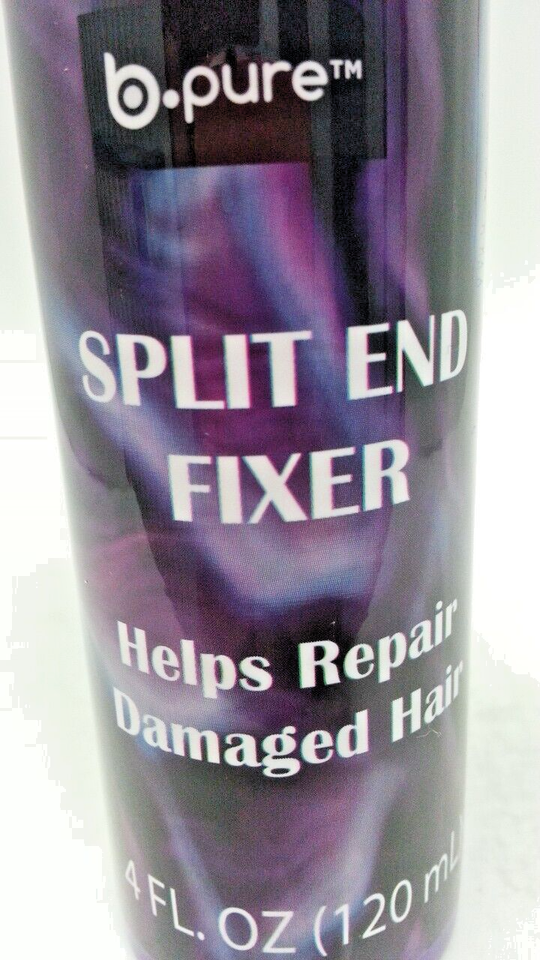 b.pure™
SPLIT END
FIXER
Helps Repair
Damaged Hair
4 FL. OZ (120 mL)